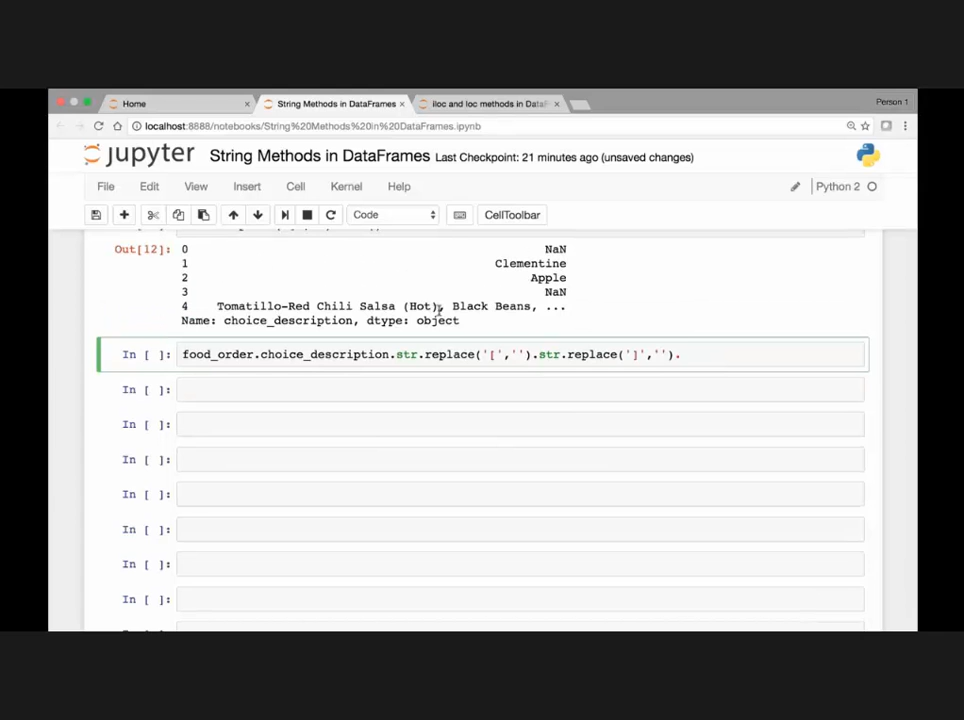 Home × String Methods in DataFrames × iloc and loc methods in DataF × Person 1
localhost:8888/notebooks/String%20Methods%20in%20DataFrames.ipynb
jupyter String Methods in DataFrames Last Checkpoint: 21 minutes ago (unsaved changes)
File Edit View Insert Cell Kernel Help Python 2
Code CellToolbar
Out[12]: 0 NaN
1 Clementine
2 Apple
3 NaN
4 Tomatillo-Red Chili Salsa (Hot), Black Beans, ...
Name: choice_description, dtype: object
In [ ]: food_order.choice_description.str.replace('[','').str.replace(']','').
In [ ]:
In [ ]:
In [ ]:
In [ ]:
In [ ]:
In [ ]:
In [ ]: